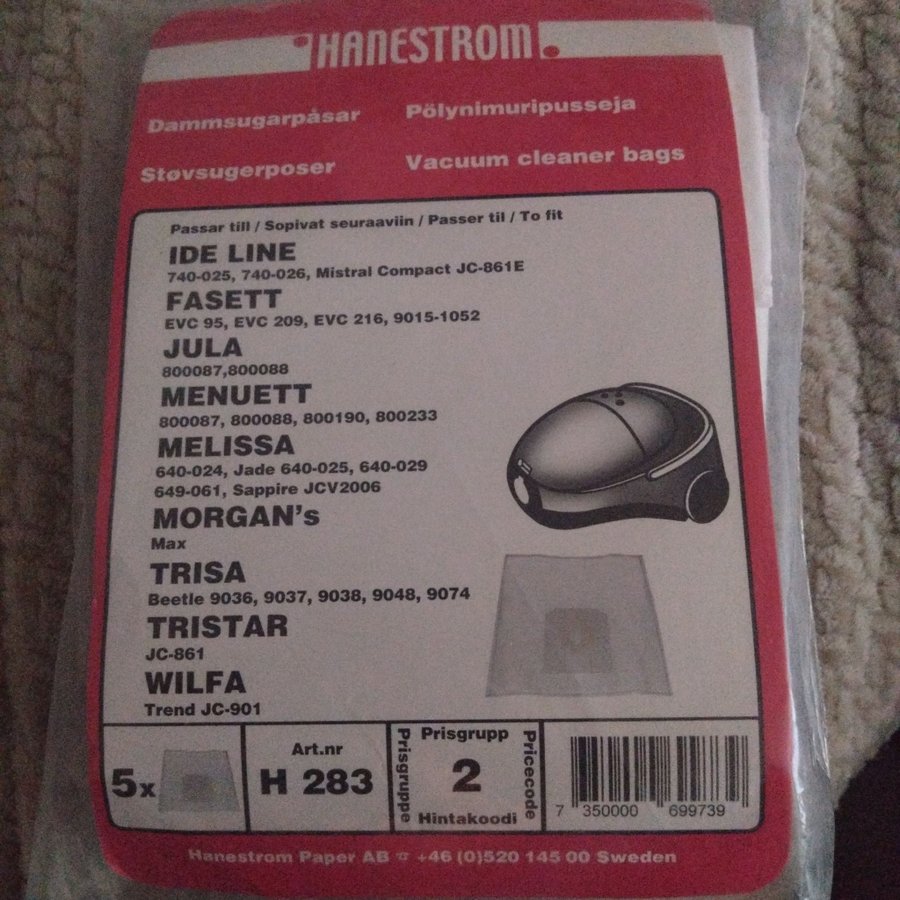 HANESTROM
Dammsugarpåsar Pölynimuripusseja
Støvsugerposer Vacuum cleaner bags
Passar till / Sopivat seuraaviin / Passer til / To fit
IDE LINE
740-025, 740-026, Mistral Compact JC-861E
FASETT
EVC 95, EVC 209, EVC 216, 9015-1052
JULA
800087,800088
MENUETT
800087, 800088, 800190, 800233
MELISSA
640-024, Jade 640-025, 640-029
649-061, Sappire JCV2006
MORGAN's
Max
TRISA
Beetle 9036, 9037, 9038, 9048, 9074
TRISTAR
JC-861
WILFA
Trend JC-901
5x
Art.nr
H 283
Prisgruppe
Prisgrupp
2
Hintakoodi
Pricecode
7 350000 699739
Hanestrom Paper AB ☎ +46 (0)520 145 00 Sweden